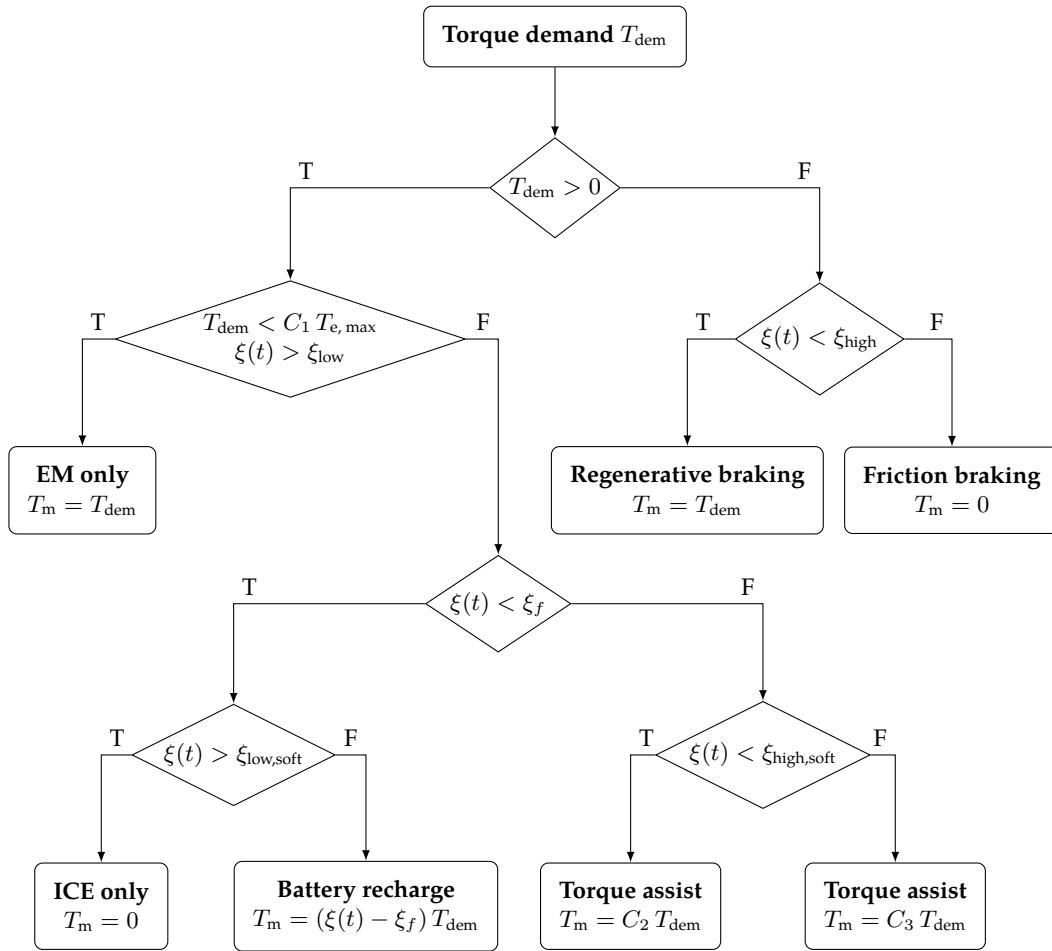 Torque demand T_dem
T_dem > 0
T
F
T_dem < C_1 T_e, max
ξ(t) > ξ_low
T
F
ξ(t) < ξ_high
T
F
EM only
T_m = T_dem
Regenerative braking
T_m = T_dem
Friction braking
T_m = 0
ξ(t) < ξ_f
T
F
ξ(t) > ξ_low,soft
T
F
ξ(t) < ξ_high,soft
T
F
ICE only
T_m = 0
Battery recharge
T_m = (ξ(t) − ξ_f) T_dem
Torque assist
T_m = C_2 T_dem
Torque assist
T_m = C_3 T_dem